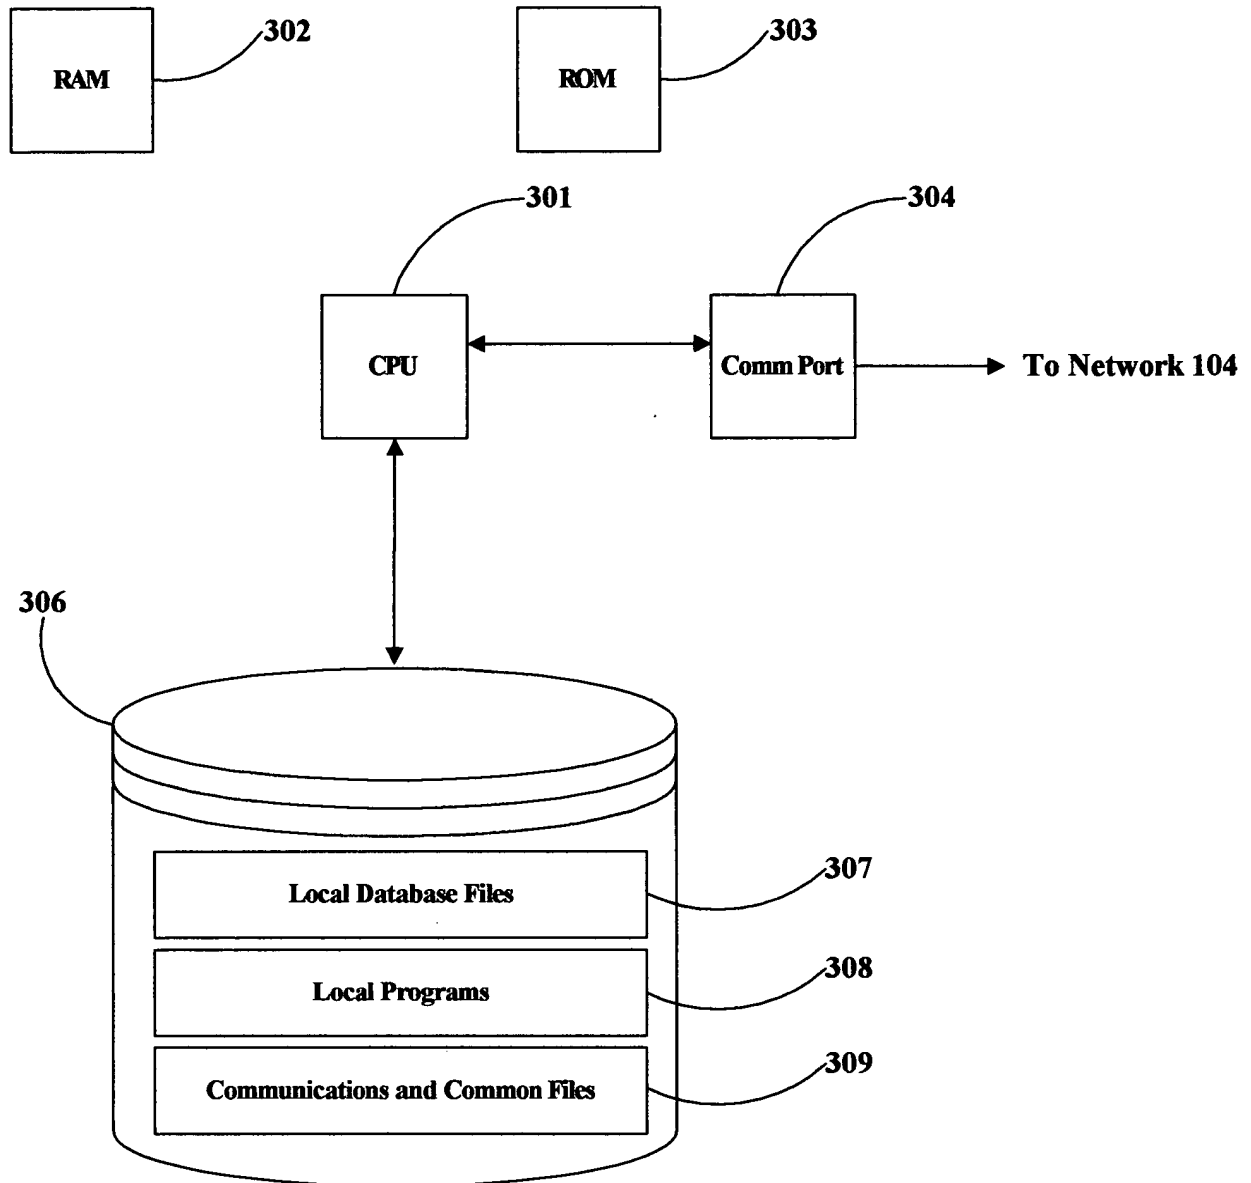 302
303
RAM
ROM
301
304
CPU
Comm Port
To Network 104
306
307
Local Database Files
308
Local Programs
309
Communications and Common Files